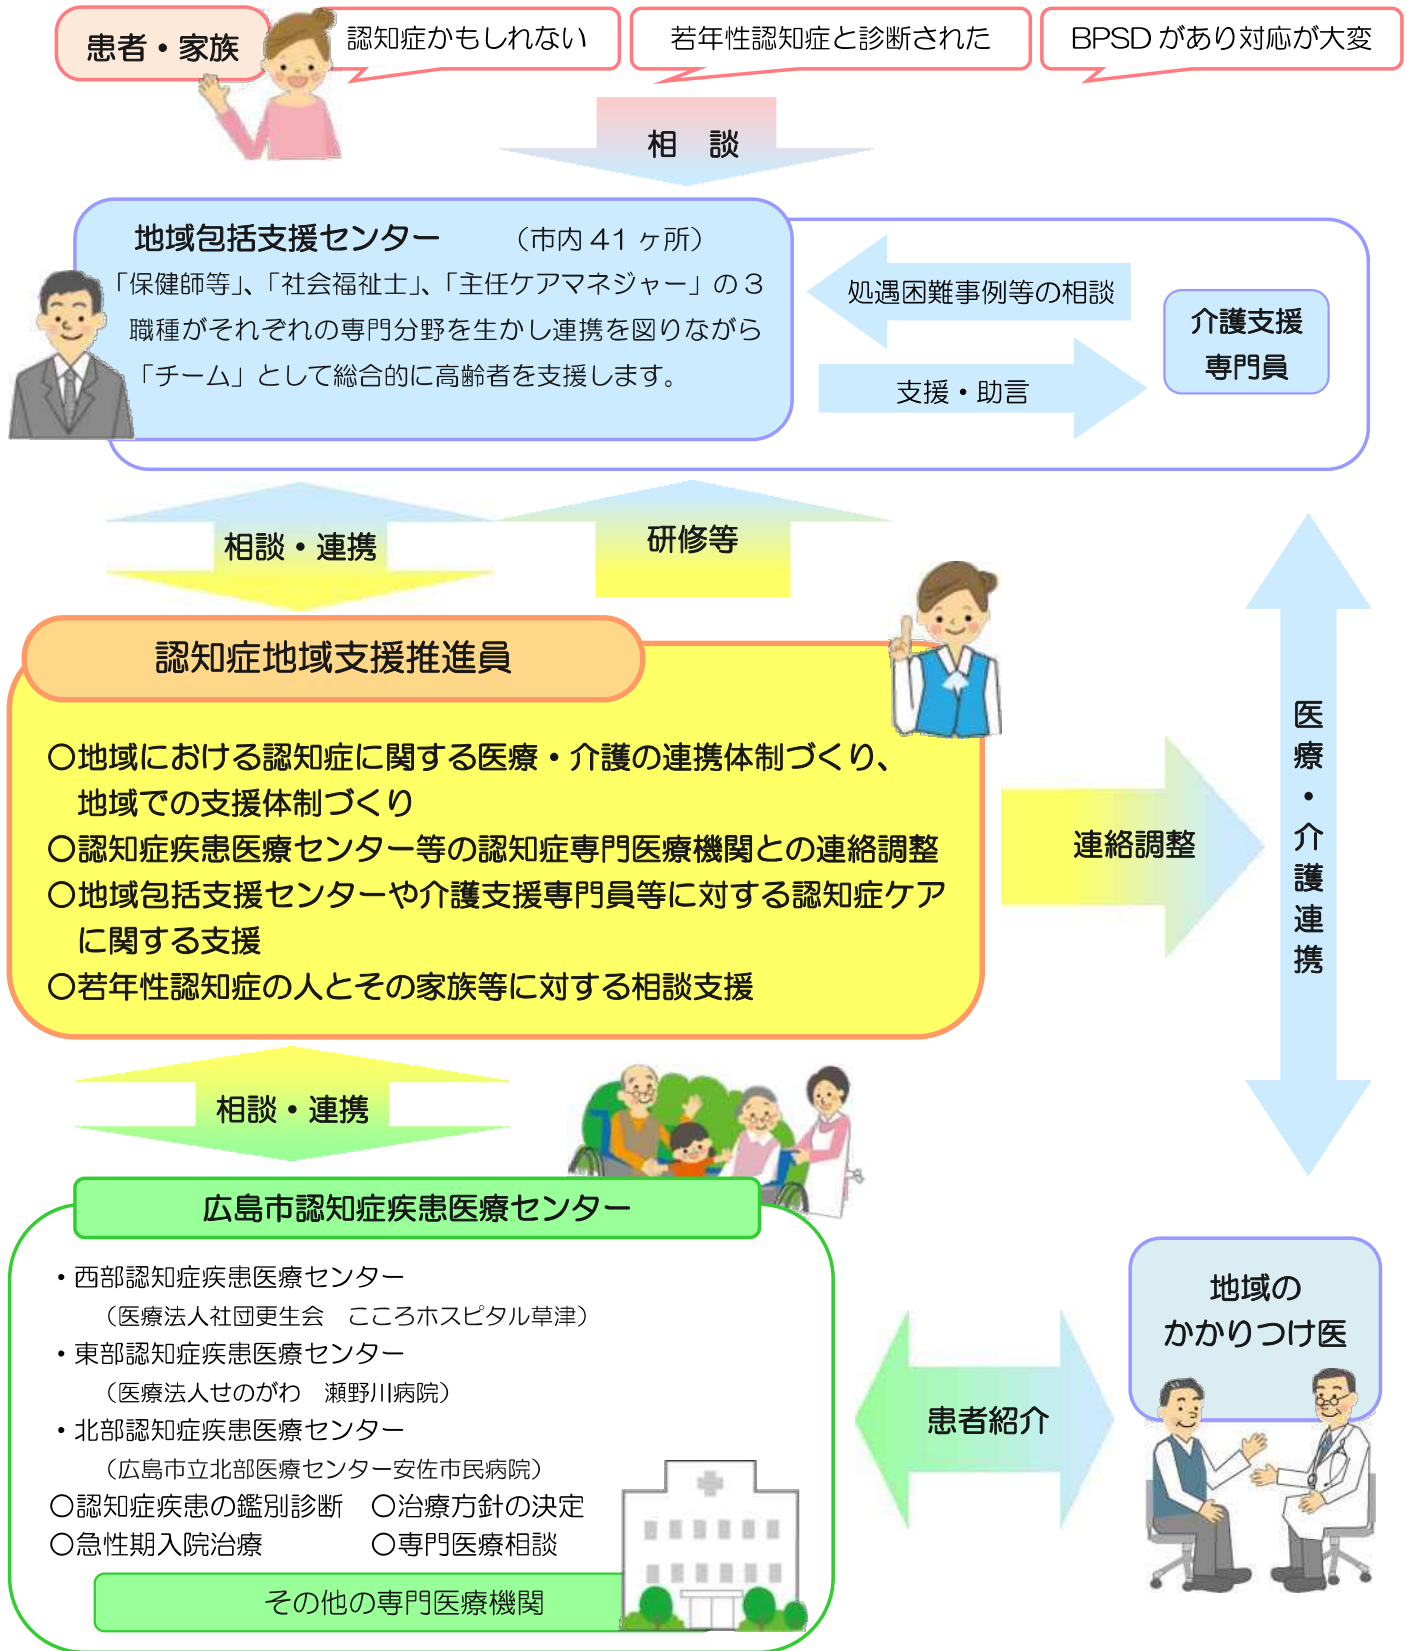 患者・家族
認知症かもしれない
若年性認知症と診断された
BPSDがあり対応が大変
相 談
地域包括支援センター （市内 41 ヶ所）
「保健師等」、「社会福祉士」、「主任ケアマネジャー」の３
職種がそれぞれの専門分野を生かし連携を図りながら
「チーム」として総合的に高齢者を支援します。
処遇困難事例等の相談
支援・助言
介護支援
専門員
相談・連携
研修等
認知症地域支援推進員
○地域における認知症に関する医療・介護の連携体制づくり、
地域での支援体制づくり
○認知症疾患医療センター等の認知症専門医療機関との連絡調整
○地域包括支援センターや介護支援専門員等に対する認知症ケア
に関する支援
○若年性認知症の人とその家族等に対する相談支援
連絡調整
医療・介護連携
相談・連携
広島市認知症疾患医療センター
・西部認知症疾患医療センター
（医療法人社団更生会 こころホスピタル草津）
・東部認知症疾患医療センター
（医療法人せのがわ 瀬野川病院）
・北部認知症疾患医療センター
（広島市立北部医療センター安佐市民病院）
○認知症疾患の鑑別診断 ○治療方針の決定
○急性期入院治療 ○専門医療相談
その他の専門医療機関
患者紹介
地域の
かかりつけ医